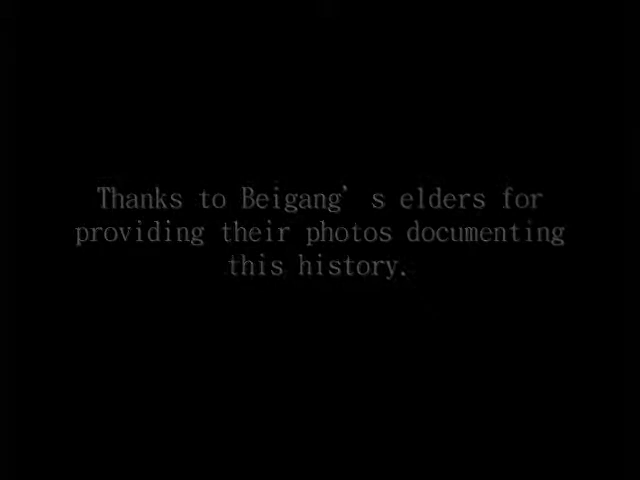 Thanks to Beigang’s elders for
providing their photos documenting
this history.